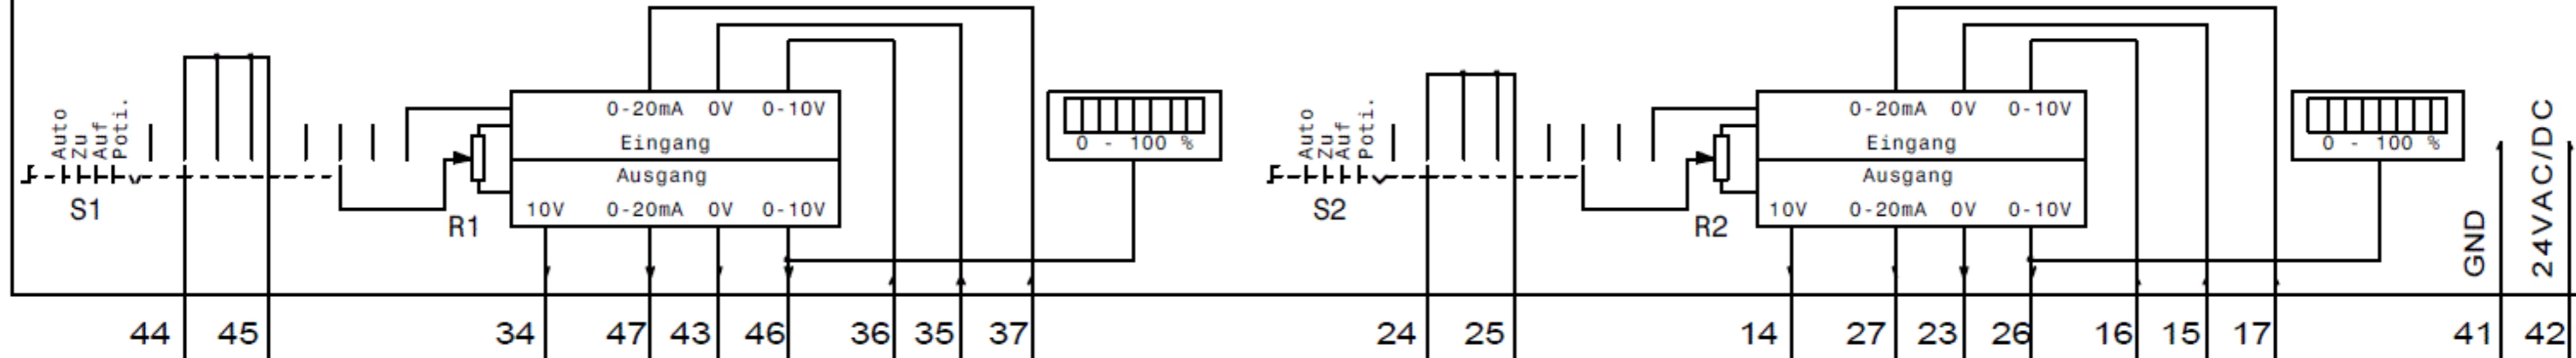 Auto
Zu
Auf
Poti.
S1
R1
0-20mA 0V 0-10V
Eingang
Ausgang
10V 0-20mA 0V 0-10V
0 - 100 %
Auto
Zu
Auf
Poti.
S2
R2
0-20mA 0V 0-10V
Eingang
Ausgang
10V 0-20mA 0V 0-10V
0 - 100 %
GND
24VAC/DC
44 45 34 47 43 46 36 35 37 24 25 14 27 23 26 16 15 17 41 42